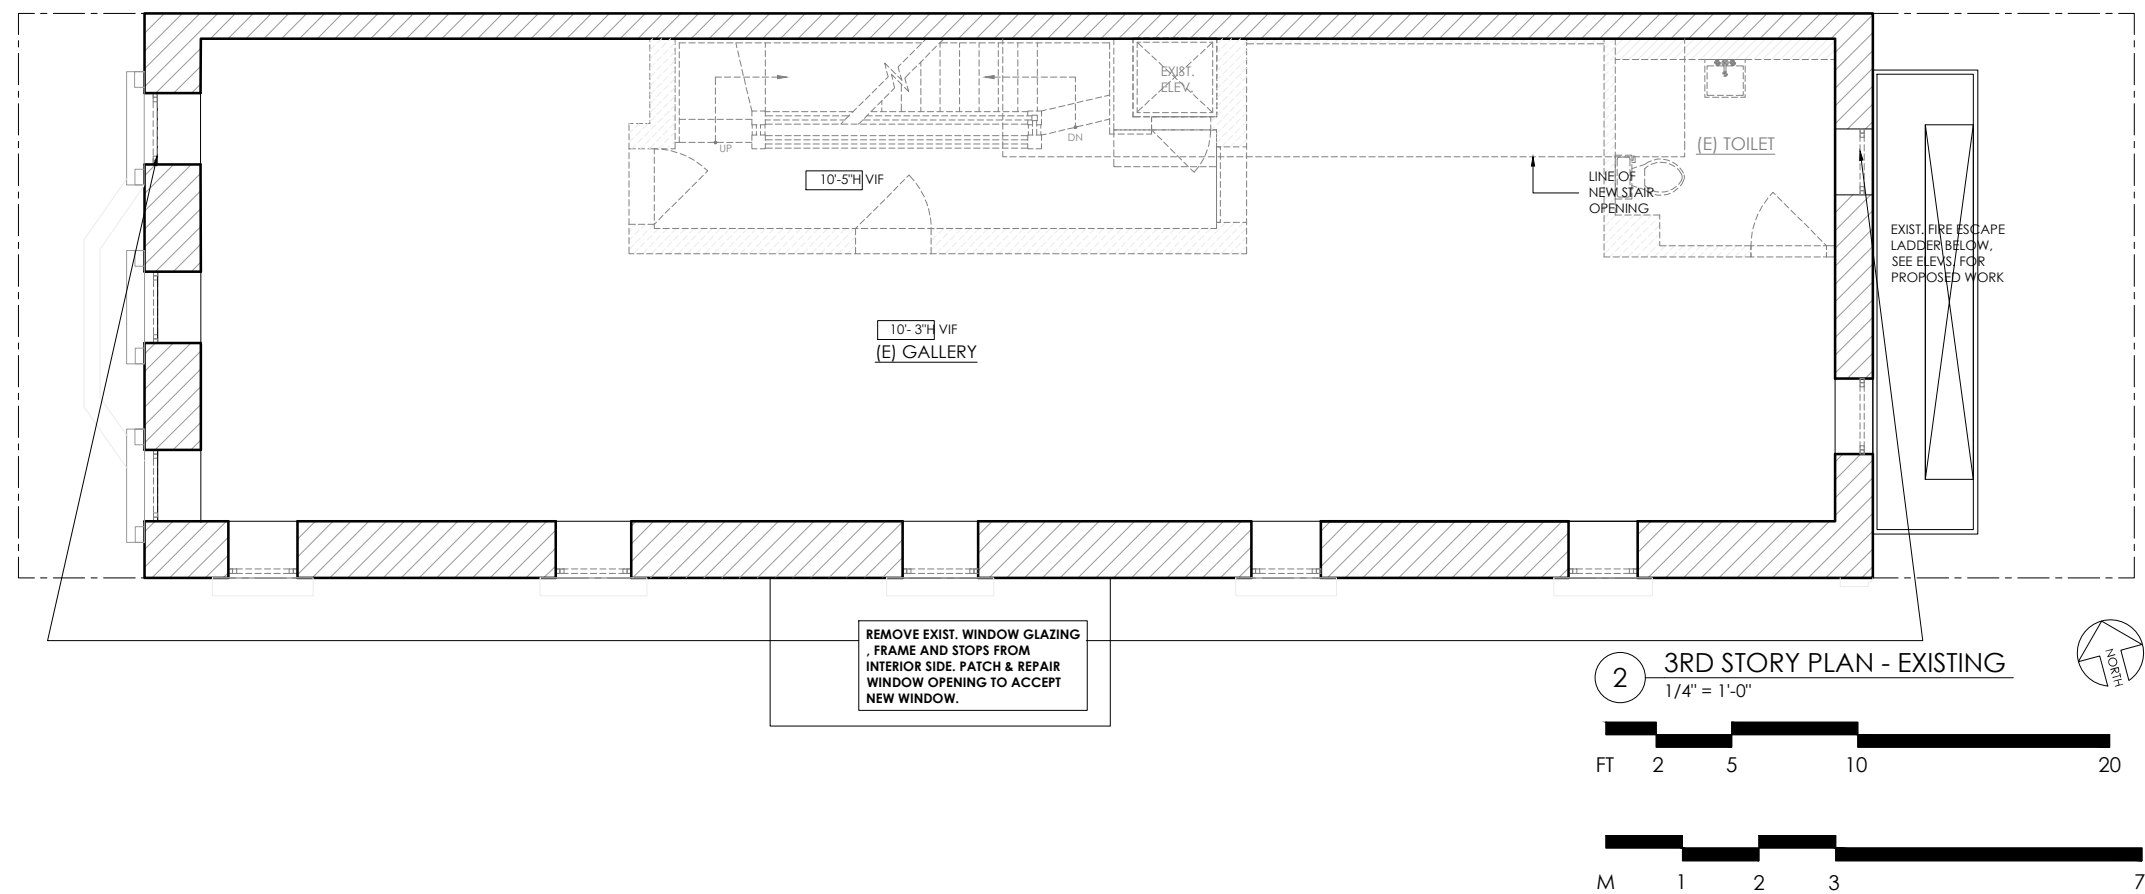 EXIST.
ELEV.
UP
DN
10'-5"H VIF
(E) TOILET
LINE OF
NEW STAIR
OPENING
EXIST. FIRE ESCAPE
LADDER BELOW,
SEE ELEVS. FOR
PROPOSED WORK
10'- 3"H VIF
(E) GALLERY
REMOVE EXIST. WINDOW GLAZING
, FRAME AND STOPS FROM
INTERIOR SIDE. PATCH & REPAIR
WINDOW OPENING TO ACCEPT
NEW WINDOW.
2
3RD STORY PLAN - EXISTING
1/4" = 1'-0"
NORTH
FT 2 5 10 20
M 1 2 3 7